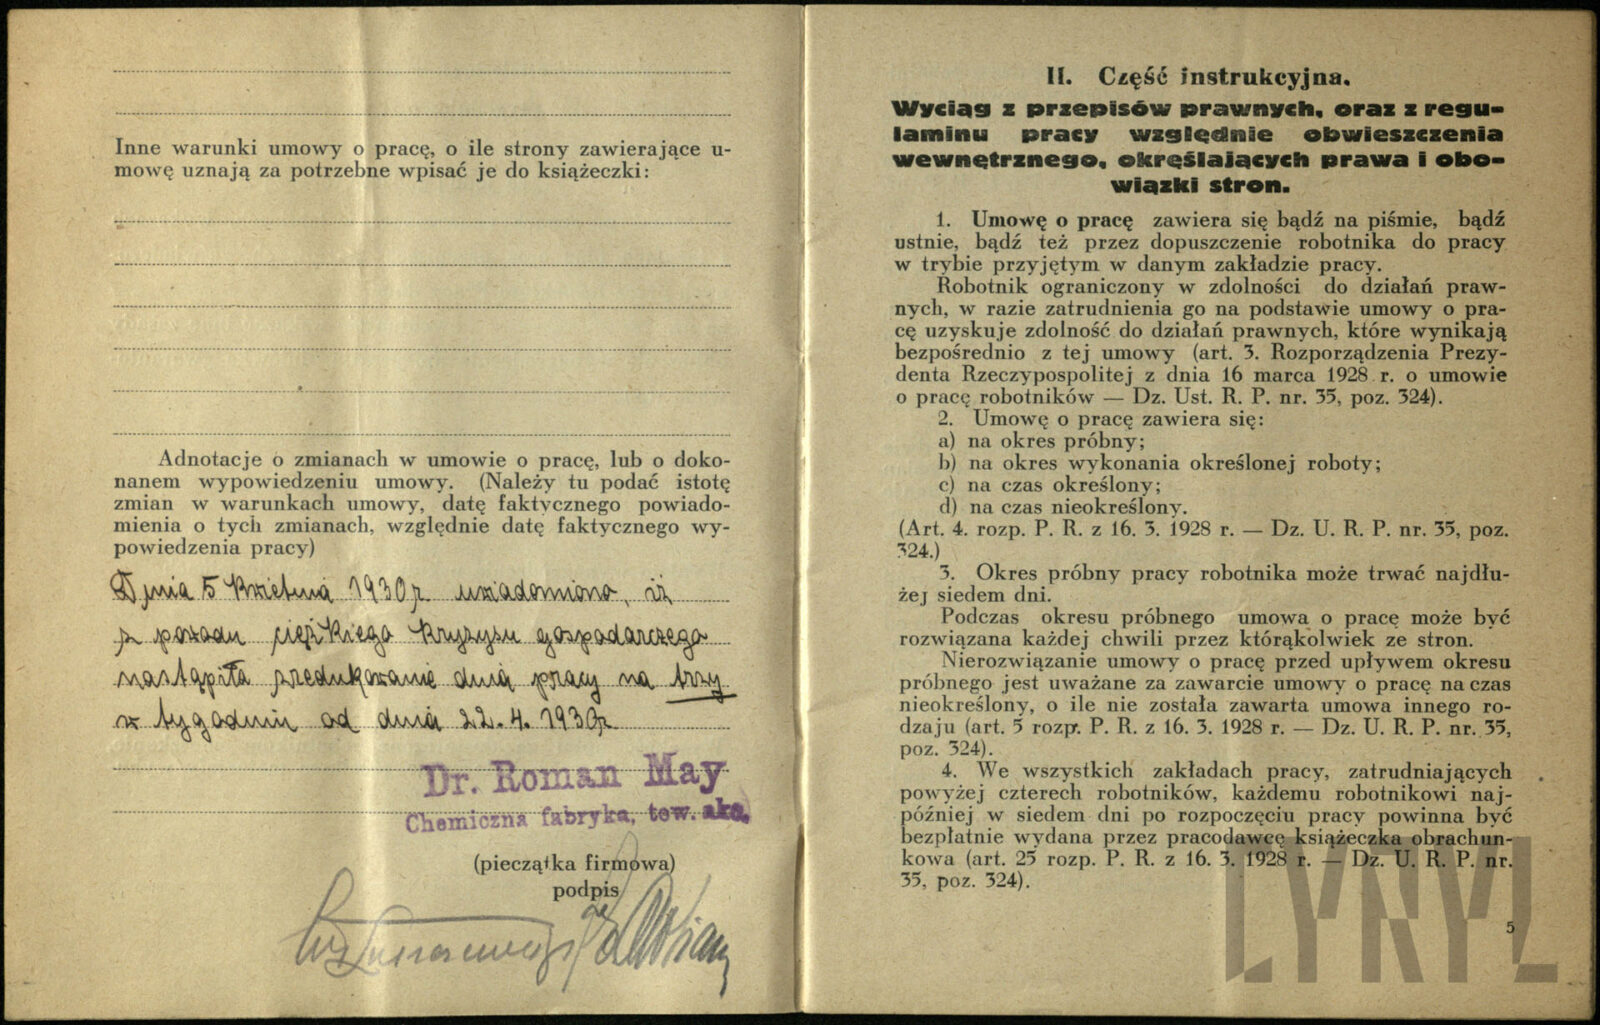 Inne warunki umowy o pracę, o ile strony zawierające u-
mowę uznają za potrzebne wpisać je do książeczki:
Adnotacje o zmianach w umowie o pracę, lub o doko-
nanem wypowiedzeniu umowy. (Należy tu podać istotę
zmian w warunkach umowy, datę faktycznego powiado-
mienia o tych zmianach, względnie datę faktycznego wy-
powiedzenia pracy)
Dnia 5 kwietnia 1930 r. uwiadomiono, iż
z powodu ciężkiego kryzysu gospodarczego
nastąpiła zredukowanie dnia pracy na trzy
w tygodniu od dnia 22. 4. 1930 r.
Dr. Roman May
Chemiczna fabryka, tow. akc.
(pieczątka firmowa)
podpis
II. Część instrukcyjna.
Wyciąg z przepisów prawnych, oraz z regu-
laminu pracy względnie obwieszczenia
wewnętrznego, określających prawa i obo-
wiązki stron.
1. Umowę o pracę zawiera się bądź na piśmie, bądź
ustnie, bądź też przez dopuszczenie robotnika do pracy
w trybie przyjętym w danym zakładzie pracy.
Robotnik ograniczony w zdolności do działań praw-
nych, w razie zatrudnienia go na podstawie umowy o pra-
cę uzyskuje zdolność do działań prawnych, które wynikają
bezpośrednio z tej umowy (art. 3. Rozporządzenia Prezy-
denta Rzeczypospolitej z dnia 16 marca 1928 r. o umowie
o pracę robotników — Dz. Ust. R. P. nr. 35, poz. 324).
2. Umowę o pracę zawiera się:
a) na okres próbny;
b) na okres wykonania określonej roboty;
c) na czas określony;
d) na czas nieokreślony.
(Art. 4. rozp. P. R. z 16. 3. 1928 r. — Dz. U. R. P. nr. 35, poz.
324.)
3. Okres próbny pracy robotnika może trwać najdłu-
żej siedem dni.
Podczas okresu próbnego umowa o pracę może być
rozwiązana każdej chwili przez którąkolwiek ze stron.
Nierozwiązanie umowy o pracę przed upływem okresu
próbnego jest uważane za zawarcie umowy o pracę na czas
nieokreślony, o ile nie została zawarta umowa innego ro-
dzaju (art. 5 rozp. P. R. z 16. 3. 1928 r. — Dz. U. R. P. nr. 35,
poz. 324).
4. We wszystkich zakładach pracy, zatrudniających
powyżej czterech robotników, każdemu robotnikowi naj-
później w siedem dni po rozpoczęciu pracy powinna być
bezpłatnie wydana przez pracodawcę książeczka obrachun-
kowa (art. 25 rozp. P. R. z 16. 3. 1928 r. — Dz. U. R. P. nr.
35, poz. 324).
5